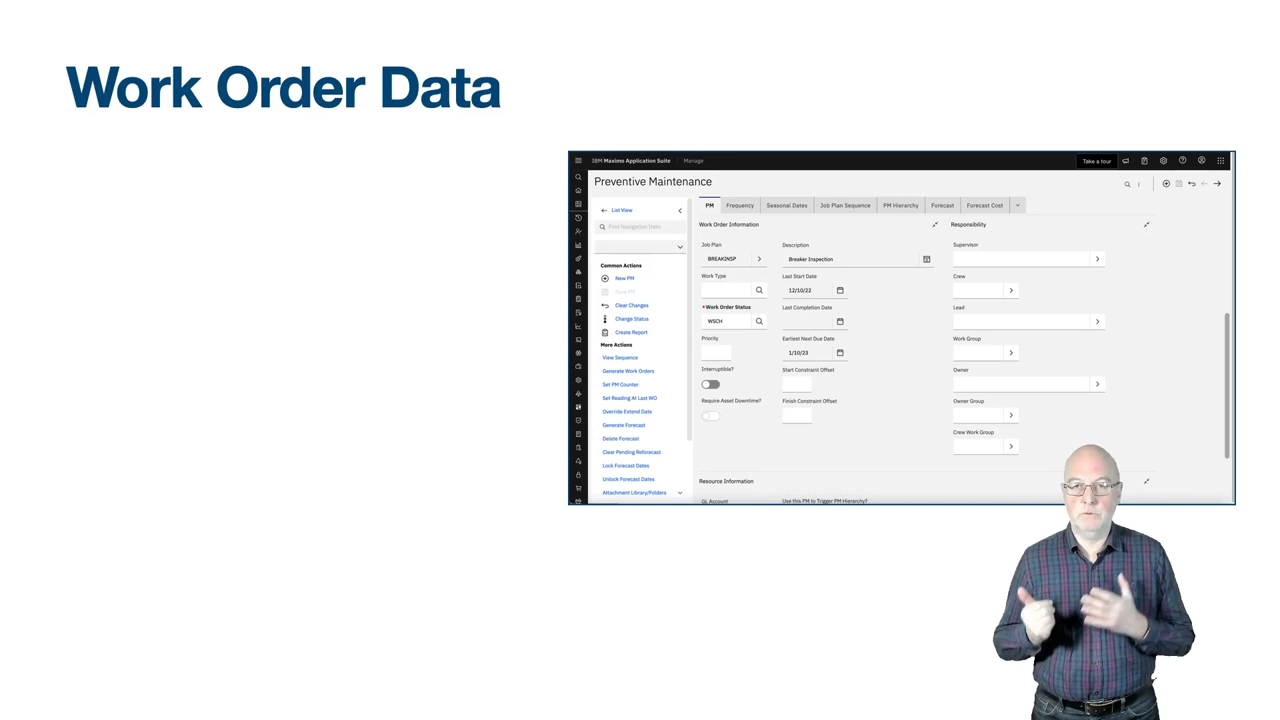 Work Order Data
IBM Maximo Application Suite
Manage
Take a tour
Preventive Maintenance
List View
Find Navigation Item
Common Actions
New PM
Save PM
Clear Changes
Change Status
Create Report
More Actions
View Sequence
Generate Work Orders
Set PM Counter
Set Reading At Last WO
Override Extend Date
Generate Forecast
Delete Forecast
Clear Pending Reforecast
Lock Forecast Dates
Unlock Forecast Dates
Attachment Library/Folders
PM Frequency Seasonal Dates Job Plan Sequence PM Hierarchy Forecast Forecast Cost
Work Order Information
Job Plan
BREAKINSP
Work Type
* Work Order Status
WSCH
Priority
Interruptible?
Require Asset Downtime?
Description
Breaker Inspection
Last Start Date
12/10/22
Last Completion Date
Earliest Next Due Date
1/10/23
Start Constraint Offset
Finish Constraint Offset
Responsibility
Supervisor
Crew
Lead
Work Group
Owner
Owner Group
Crew Work Group
Resource Information
GL Account
Use this PM to Trigger PM Hierarchy?